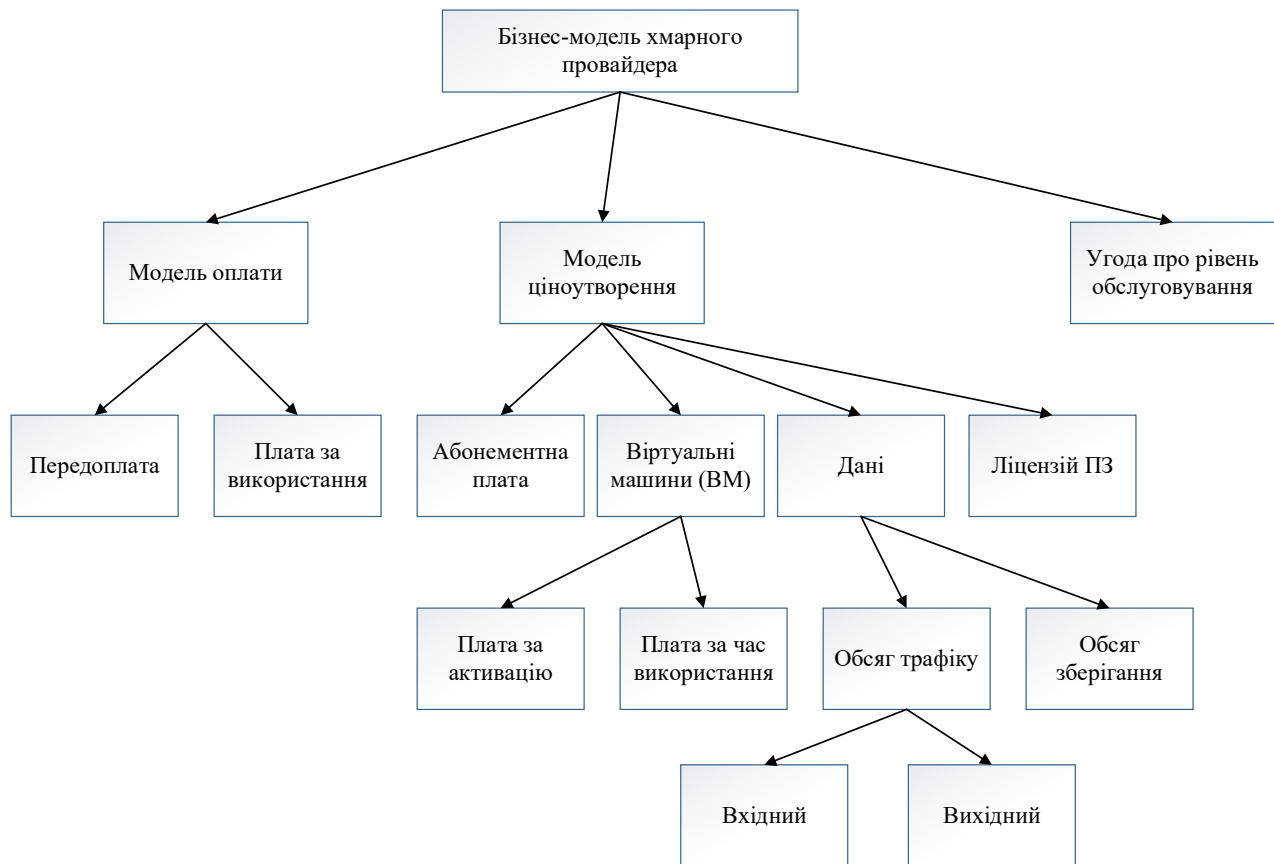 Бізнес-модель хмарного
провайдера
Модель оплати
Модель
ціноутворення
Угода про рівень
обслуговування
Передоплата
Плата за
використання
Абонементна
плата
Віртуальні
машини (ВМ)
Дані
Ліцензій ПЗ
Плата за
активацію
Плата за час
використання
Обсяг трафіку
Обсяг
зберігання
Вхідний
Вихідний